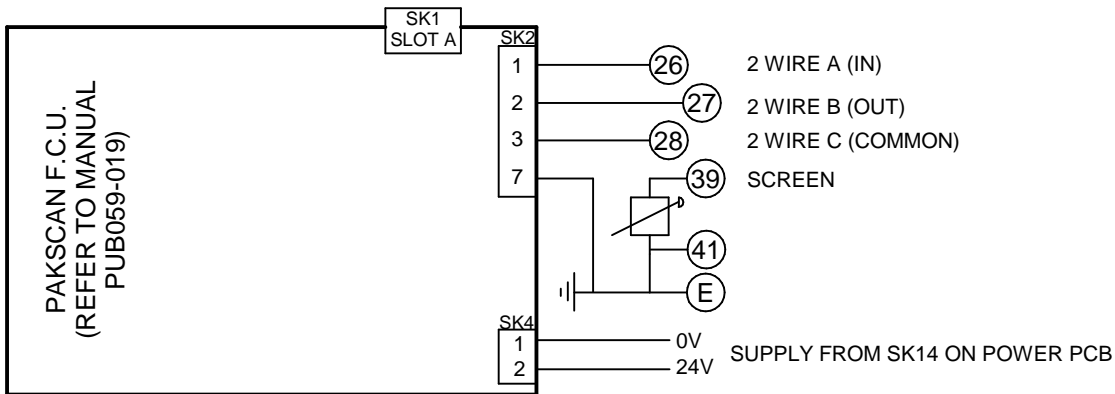 SK1
SLOT A
SK2
1
26
2 WIRE A (IN)
2
27
2 WIRE B (OUT)
3
28
2 WIRE C (COMMON)
7
39
SCREEN
41
E
PAKSCAN F.C.U.
(REFER TO MANUAL
PUB059-019)
SK4
1
0V
2
24V
SUPPLY FROM SK14 ON POWER PCB